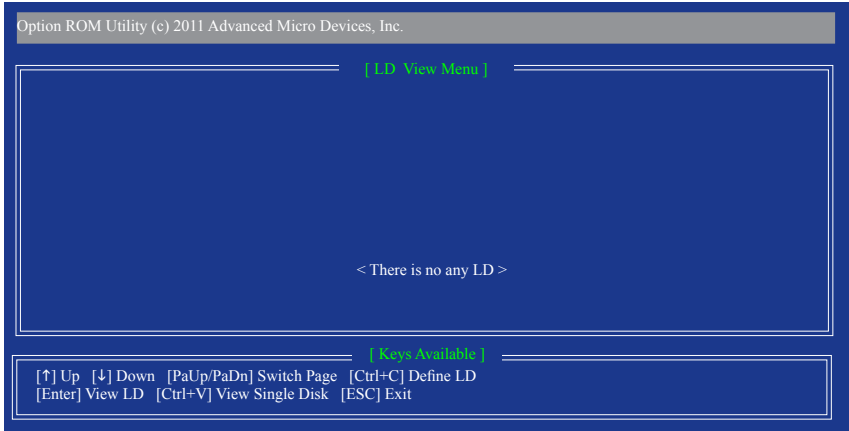 Option ROM Utility (c) 2011 Advanced Micro Devices, Inc.
[ LD View Menu ]
< There is no any LD >
[ Keys Available ]
[↑] Up [↓] Down [PaUp/PaDn] Switch Page [Ctrl+C] Define LD
[Enter] View LD [Ctrl+V] View Single Disk [ESC] Exit